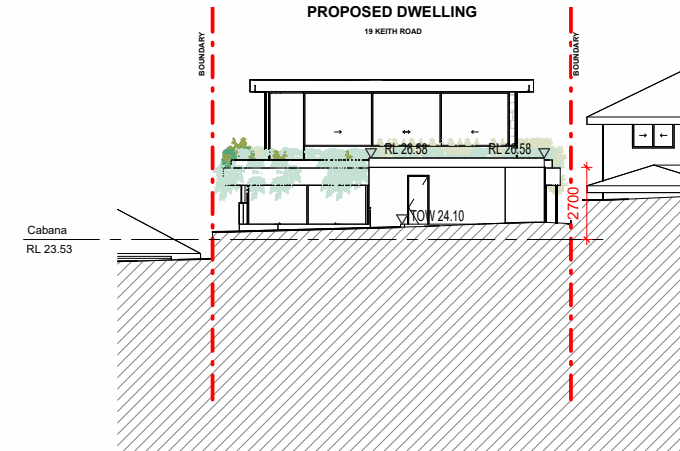 PROPOSED DWELLING
19 KEITH ROAD
BOUNDARY
BOUNDARY
RL 26.58
RL 26.58
2700
TOW 24.10
Cabana
RL 23.53